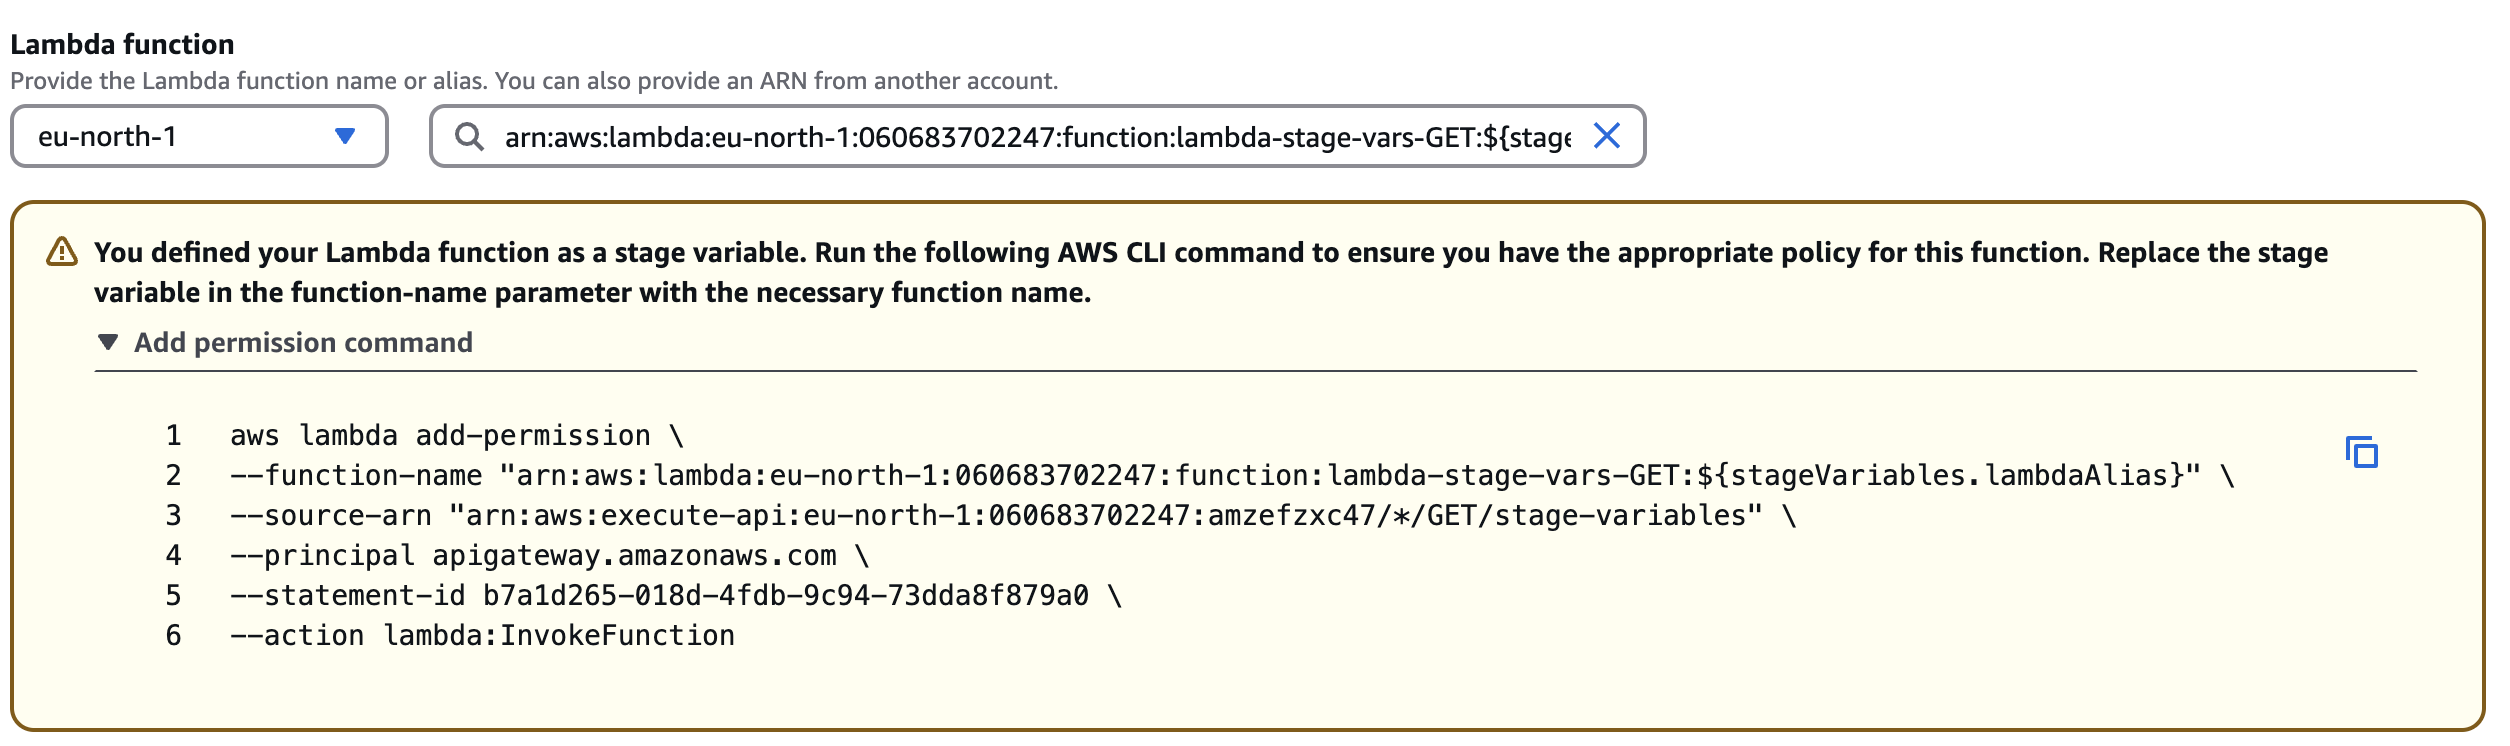 Lambda function
Provide the Lambda function name or alias. You can also provide an ARN from another account.
eu-north-1
arn:aws:lambda:eu-north-1:060683702247:function:lambda-stage-vars-GET:${stage
You defined your Lambda function as a stage variable. Run the following AWS CLI command to ensure you have the appropriate policy for this function. Replace the stage
variable in the function-name parameter with the necessary function name.
Add permission command
1 aws lambda add-permission \
2 --function-name "arn:aws:lambda:eu-north-1:060683702247:function:lambda-stage-vars-GET:${stageVariables.lambdaAlias}" \
3 --source-arn "arn:aws:execute-api:eu-north-1:060683702247:amzefzxc47/*/GET/stage-variables" \
4 --principal apigateway.amazonaws.com \
5 --statement-id b7a1d265-018d-4fdb-9c94-73dda8f879a0 \
6 --action lambda:InvokeFunction